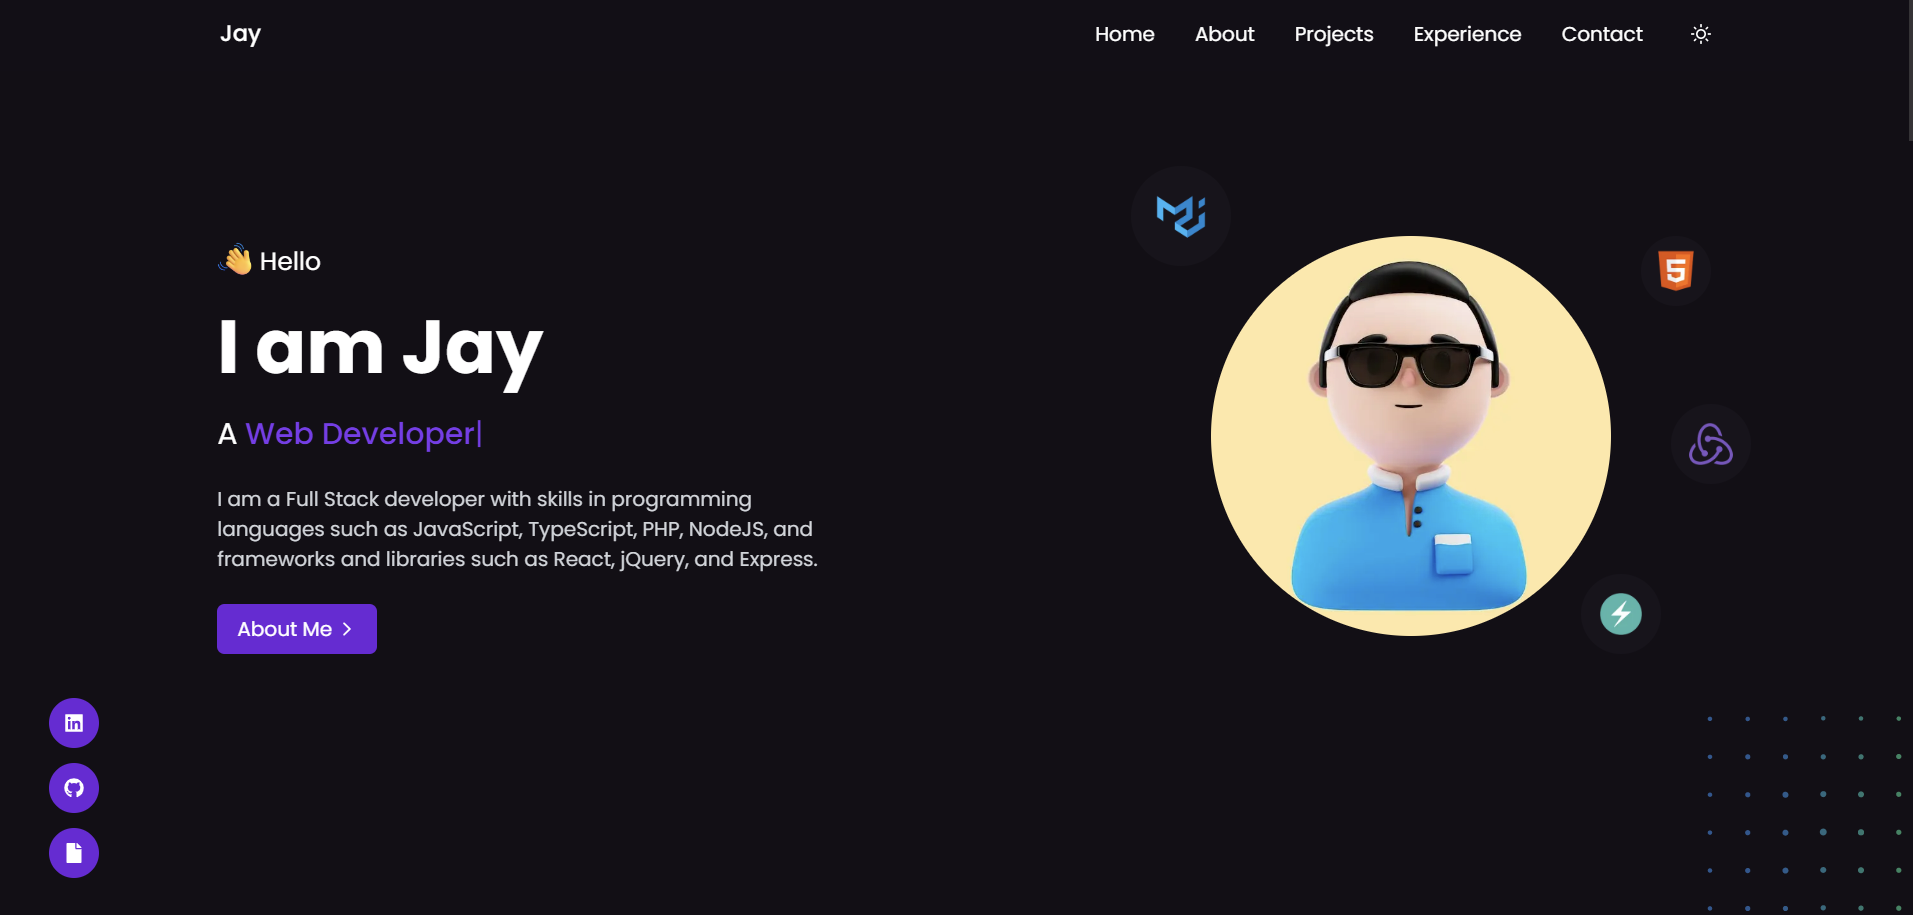 Jay
Home
About
Projects
Experience
Contact
Hello
I am Jay
A Web Developer|
I am a Full Stack developer with skills in programming
languages such as JavaScript, TypeScript, PHP, NodeJS, and
frameworks and libraries such as React, jQuery, and Express.
About Me
5
in